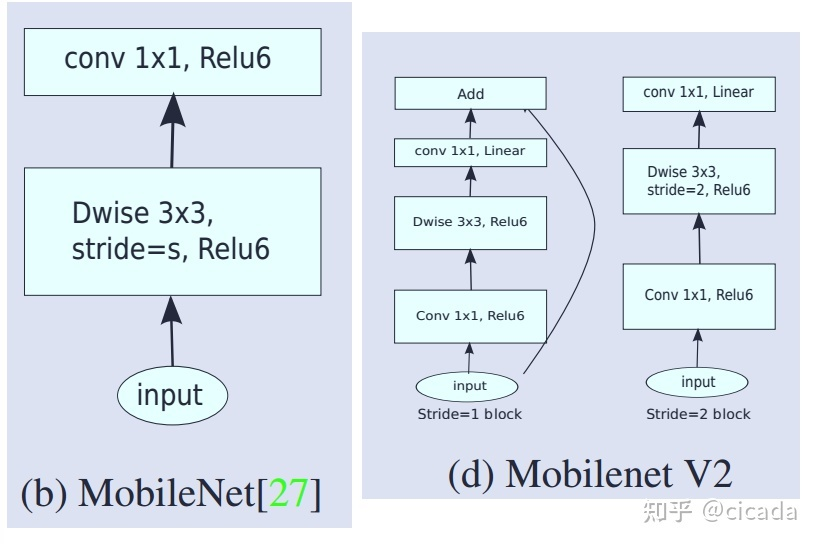 conv 1x1, Relu6
Dwise 3x3,
stride=s, Relu6
input
(b) MobileNet[27]
Add
conv 1x1, Linear
Dwise 3x3, Relu6
Conv 1x1, Relu6
input
Stride=1 block
conv 1x1, Linear
Dwise 3x3,
stride=2, Relu6
Conv 1x1, Relu6
input
Stride=2 block
(d) Mobilenet V2
知乎 @cicada